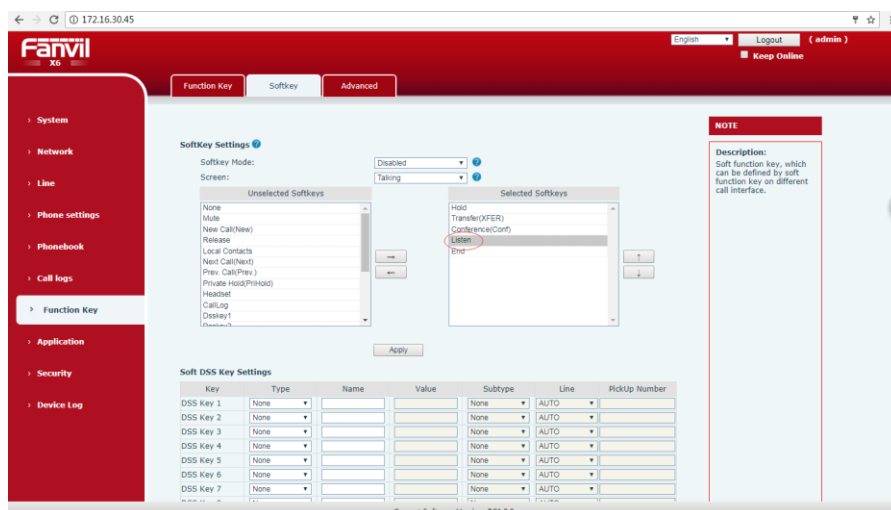 172.16.30.45
Fanvil
X6
English
Logout
( admin )
Keep Online
Function Key
Softkey
Advanced
› System
› Network
› Line
› Phone settings
› Phonebook
› Call logs
› Function Key
› Application
› Security
› Device Log
SoftKey Settings
Softkey Mode: Disabled
Screen: Talking
Unselected Softkeys
None
Mute
New Call(New)
Release
Local Contacts
Next Call(Next)
Prev. Call(Prev.)
Private Hold(PriHold)
Headset
CallLog
Dsskey1
Dsskey2
→
←
Selected Softkeys
Hold
Transfer(XFER)
Conference(Conf)
Listen
End
↑
↓
Apply
NOTE
Description:
Soft function key, which
can be defined by soft
function key on different
call interface.
Soft DSS Key Settings
Key Type Name Value Subtype Line PickUp Number
DSS Key 1 None None AUTO
DSS Key 2 None None AUTO
DSS Key 3 None None AUTO
DSS Key 4 None None AUTO
DSS Key 5 None None AUTO
DSS Key 6 None None AUTO
DSS Key 7 None None AUTO